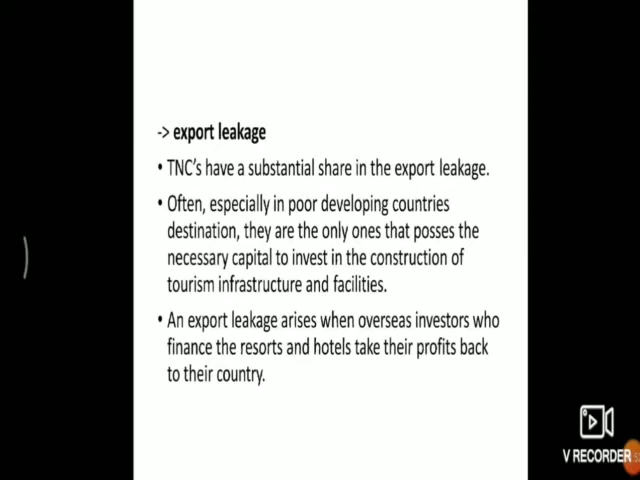 -> export leakage
• TNC's have a substantial share in the export leakage.
• Often, especially in poor developing countries
destination, they are the only ones that posses the
necessary capital to invest in the construction of
tourism infrastructure and facilities.
• An export leakage arises when overseas investors who
finance the resorts and hotels take their profits back
to their country.
V RECORDER